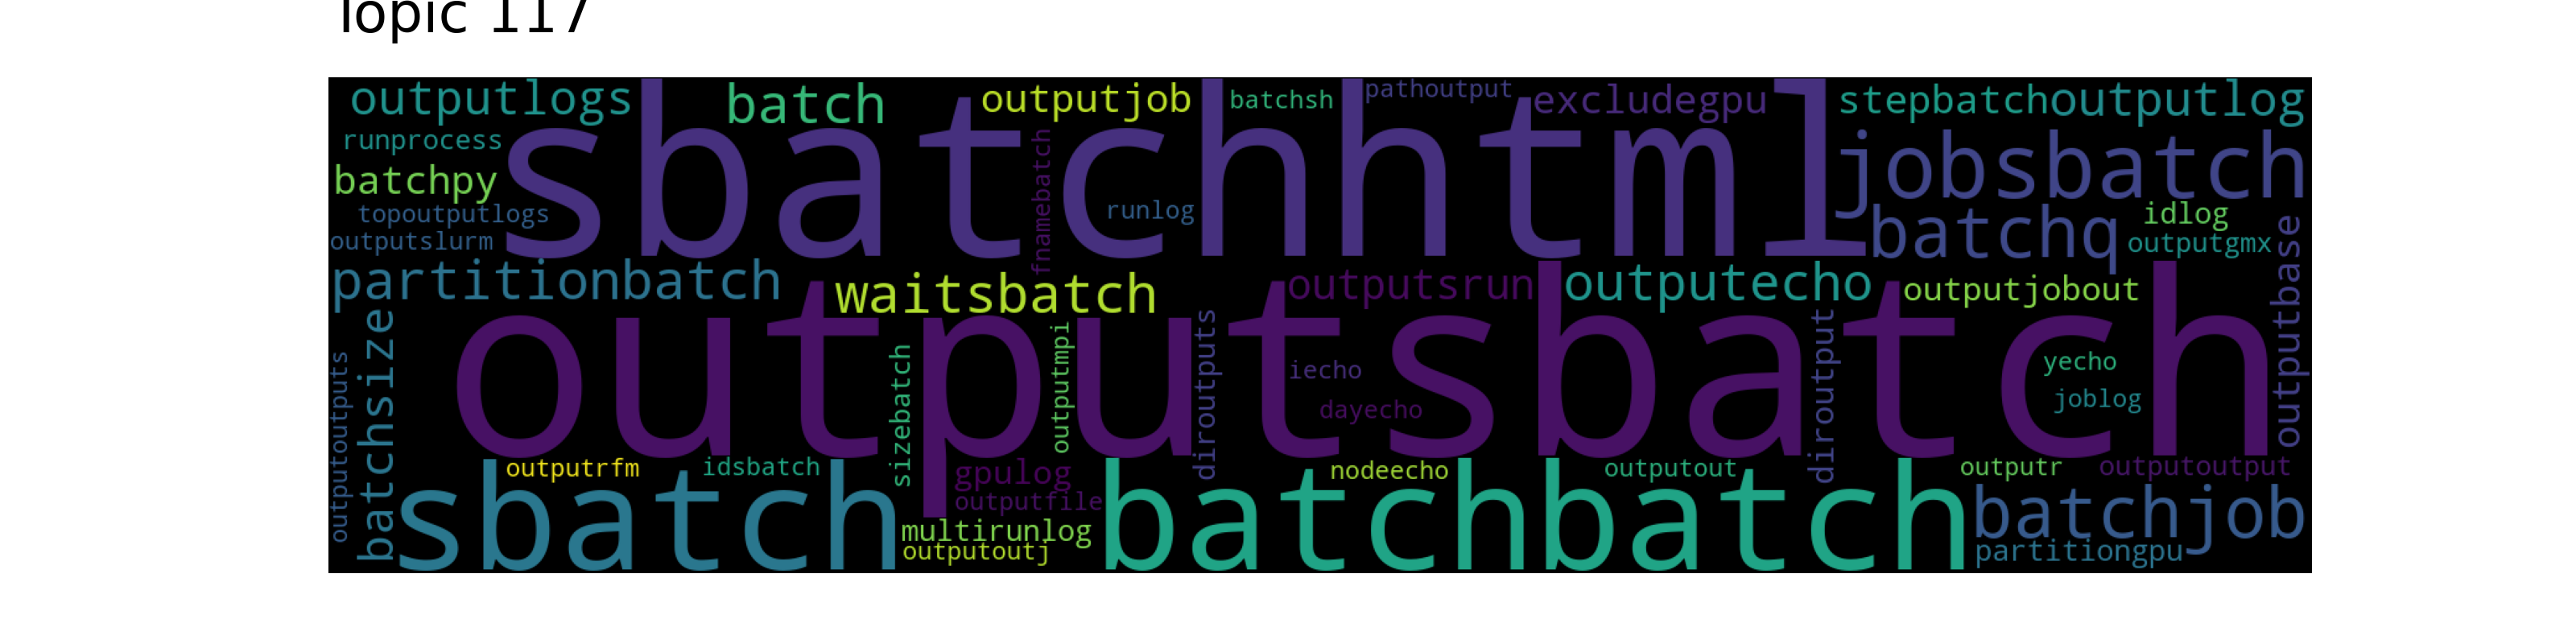 Topic 117
outputlogs
batch
outputjob
batchsh
pathoutput
excludegpu
stepbatch
outputlog
runprocess
sbatchhtml
fnamebatch
jobsbatch
batchpy
topoutputlogs
runlog
batchq
idlog
outputslurm
outputgmx
outputbase
partitionbatch
waitsbatch
outputsrun
outputecho
outputjobout
outputsbatch
outputoutputs
batchsize
sizebatch
outputmpi
diroutputs
iecho
dayecho
diroutput
yecho
joblog
outputrfm
idsbatch
gpulog
nodeecho
outputout
outputr
outputoutput
sbatch
outputfile
batchbatch
batchjob
multirunlog
outputoutj
partitiongpu